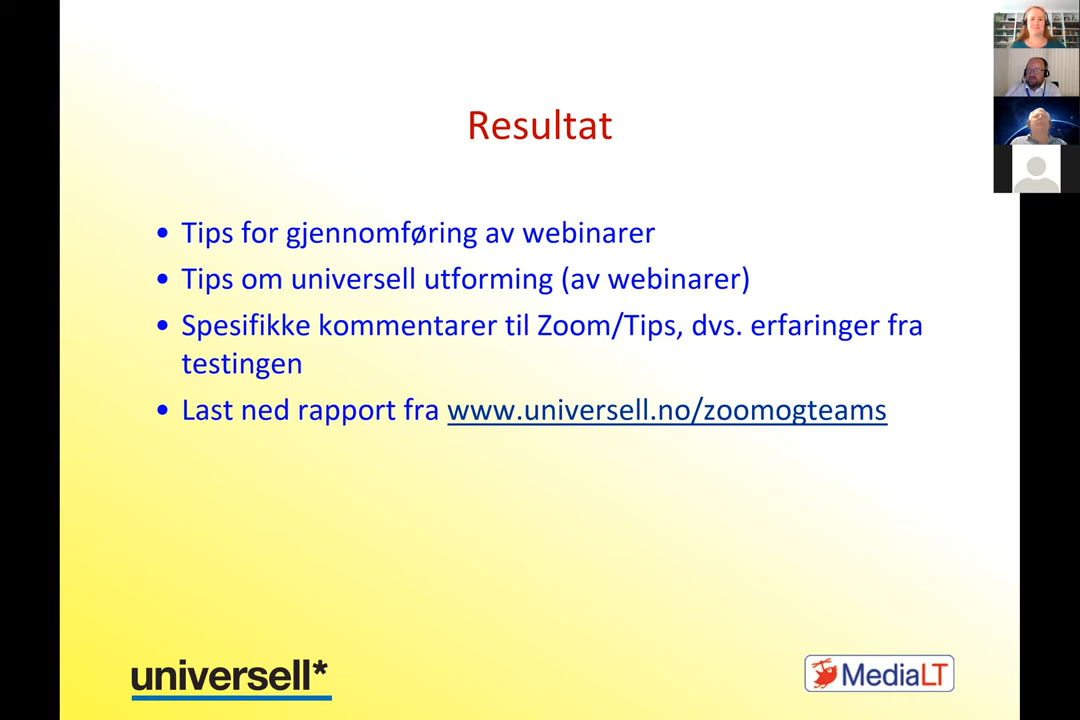 Resultat
• Tips for gjennomføring av webinarer
• Tips om universell utforming (av webinarer)
• Spesifikke kommentarer til Zoom/Tips, dvs. erfaringer fra
testingen
• Last ned rapport fra www.universell.no/zoomogteams
universell*
MediaLT